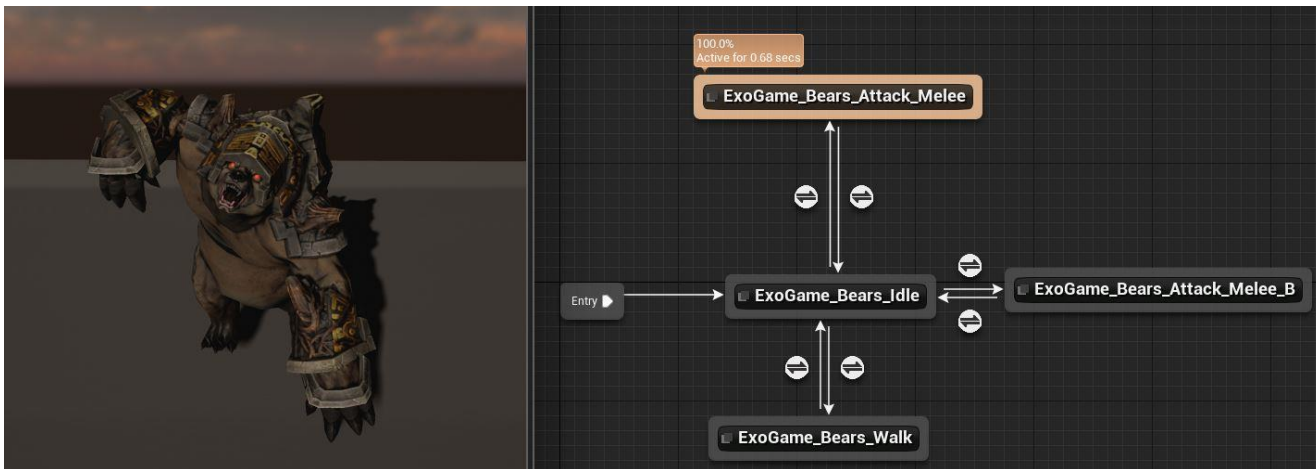 100.0%
Active for 0.68 secs
ExoGame_Bears_Attack_Melee
Entry
ExoGame_Bears_Idle
ExoGame_Bears_Attack_Melee_B
ExoGame_Bears_Walk